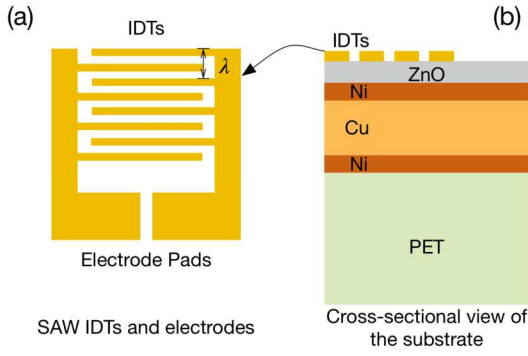 (a)
IDTs
λ
Electrode Pads
SAW IDTs and electrodes
(b)
IDTs
ZnO
Ni
Cu
Ni
PET
Cross-sectional view of
the substrate